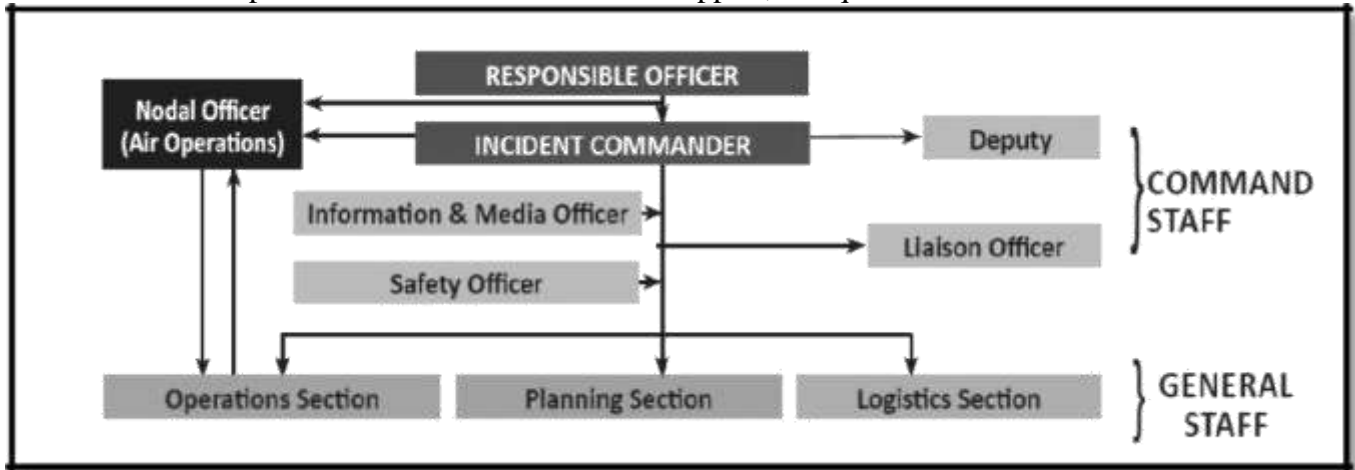 RESPONSIBLE OFFICER
Nodal Officer
(Air Operations)
INCIDENT COMMANDER
Deputy
COMMAND
STAFF
Information & Media Officer
Liaison Officer
Safety Officer
Operations Section
Planning Section
Logistics Section
GENERAL
STAFF